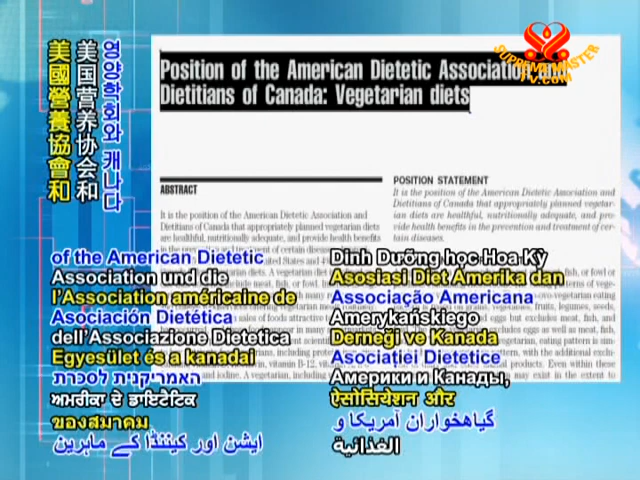 SUPREME MASTER
TV.COM
美國營養協會和
美国营养协会和
영양학회와 캐나다
Position of the American Dietetic Association and
Dietitians of Canada: Vegetarian diets
ABSTRACT
It is the position of the American Dietetic Association and
Dietitians of Canada that appropriately planned vegetarian
diets are healthful, nutritionally adequate, and provide health benefits
POSITION STATEMENT
It is the position of the American Dietetic Association and
Dietitians of Canada that appropriately planned vegetar-
ian diets are healthful, nutritionally adequate, and pro-
vide health benefits in the prevention and treatment of cer-
tain diseases.
of the American Dietetic
Association und die
l'Association américaine de
Asociación Dietética
dell'Associazione Dietetica
Egyesület és a kanadai
האמריקנית לסכרת
ਅਮਰੀਕਾ ਦੇ ਡਾਇਟੇਟਿਕ
ของสมาคม
ایشن اور کیننڈا کے ماہرین
Dinh Dưỡng học Hoa Kỳ
Asosiasi Diet Amerika dan
Associação Americana
Amerykańskiego
Derneği ve Kanada
Asociației Dietetice
Америки и Канады,
ऐसोसियेशन और
گیاهخواران آمریکا و
الغذائية